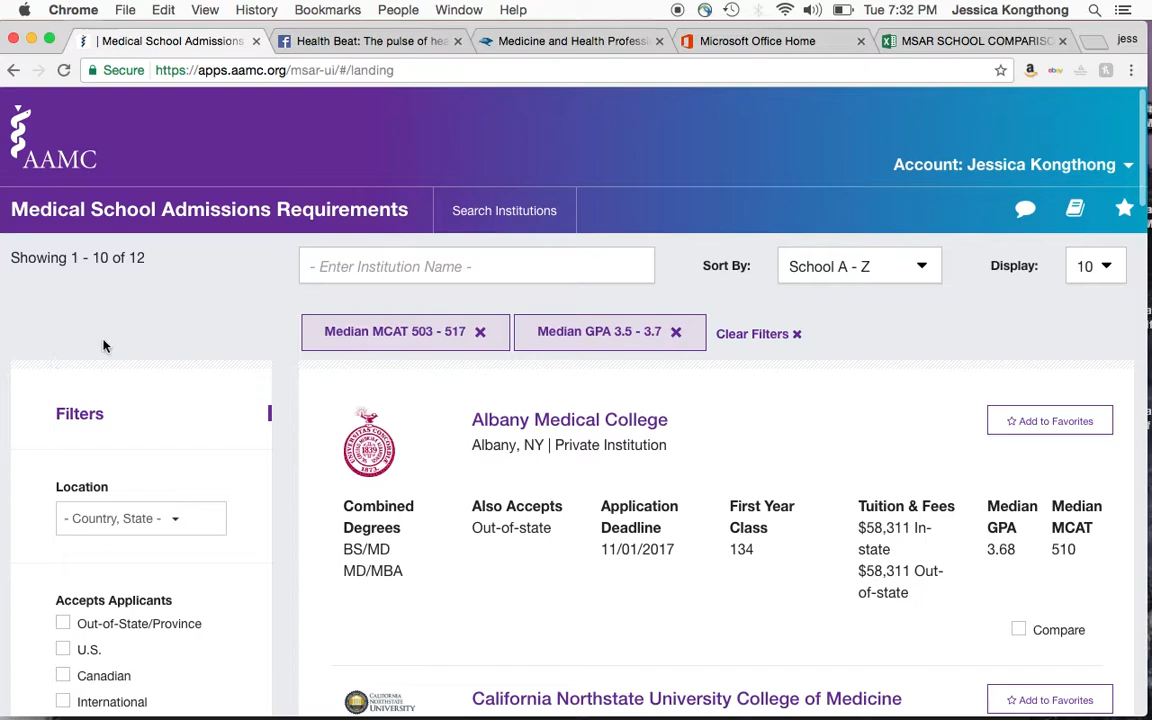 Chrome File Edit View History Bookmarks People Window Help Tue 7:32 PM Jessica Kongthong
| Medical School Admissions Health Beat: The pulse of hea Medicine and Health Professi Microsoft Office Home MSAR SCHOOL COMPARISO jess
Secure https://apps.aamc.org/msar-ui/#/landing
AAMC
Account: Jessica Kongthong
Medical School Admissions Requirements Search Institutions
Showing 1 - 10 of 12 - Enter Institution Name - Sort By: School A - Z Display: 10
Median MCAT 503 - 517 Median GPA 3.5 - 3.7 Clear Filters
Filters
Location
- Country, State -
Accepts Applicants
Out-of-State/Province
U.S.
Canadian
International
Albany Medical College Add to Favorites
Albany, NY | Private Institution
Combined Also Accepts Application First Year Tuition & Fees Median Median
Degrees Out-of-state Deadline Class $58,311 In- GPA MCAT
BS/MD 11/01/2017 134 state 3.68 510
MD/MBA $58,311 Out-
of-state
Compare
California Northstate University College of Medicine Add to Favorites
CALIFORNIA
NORTHSTATE
UNIVERSITY